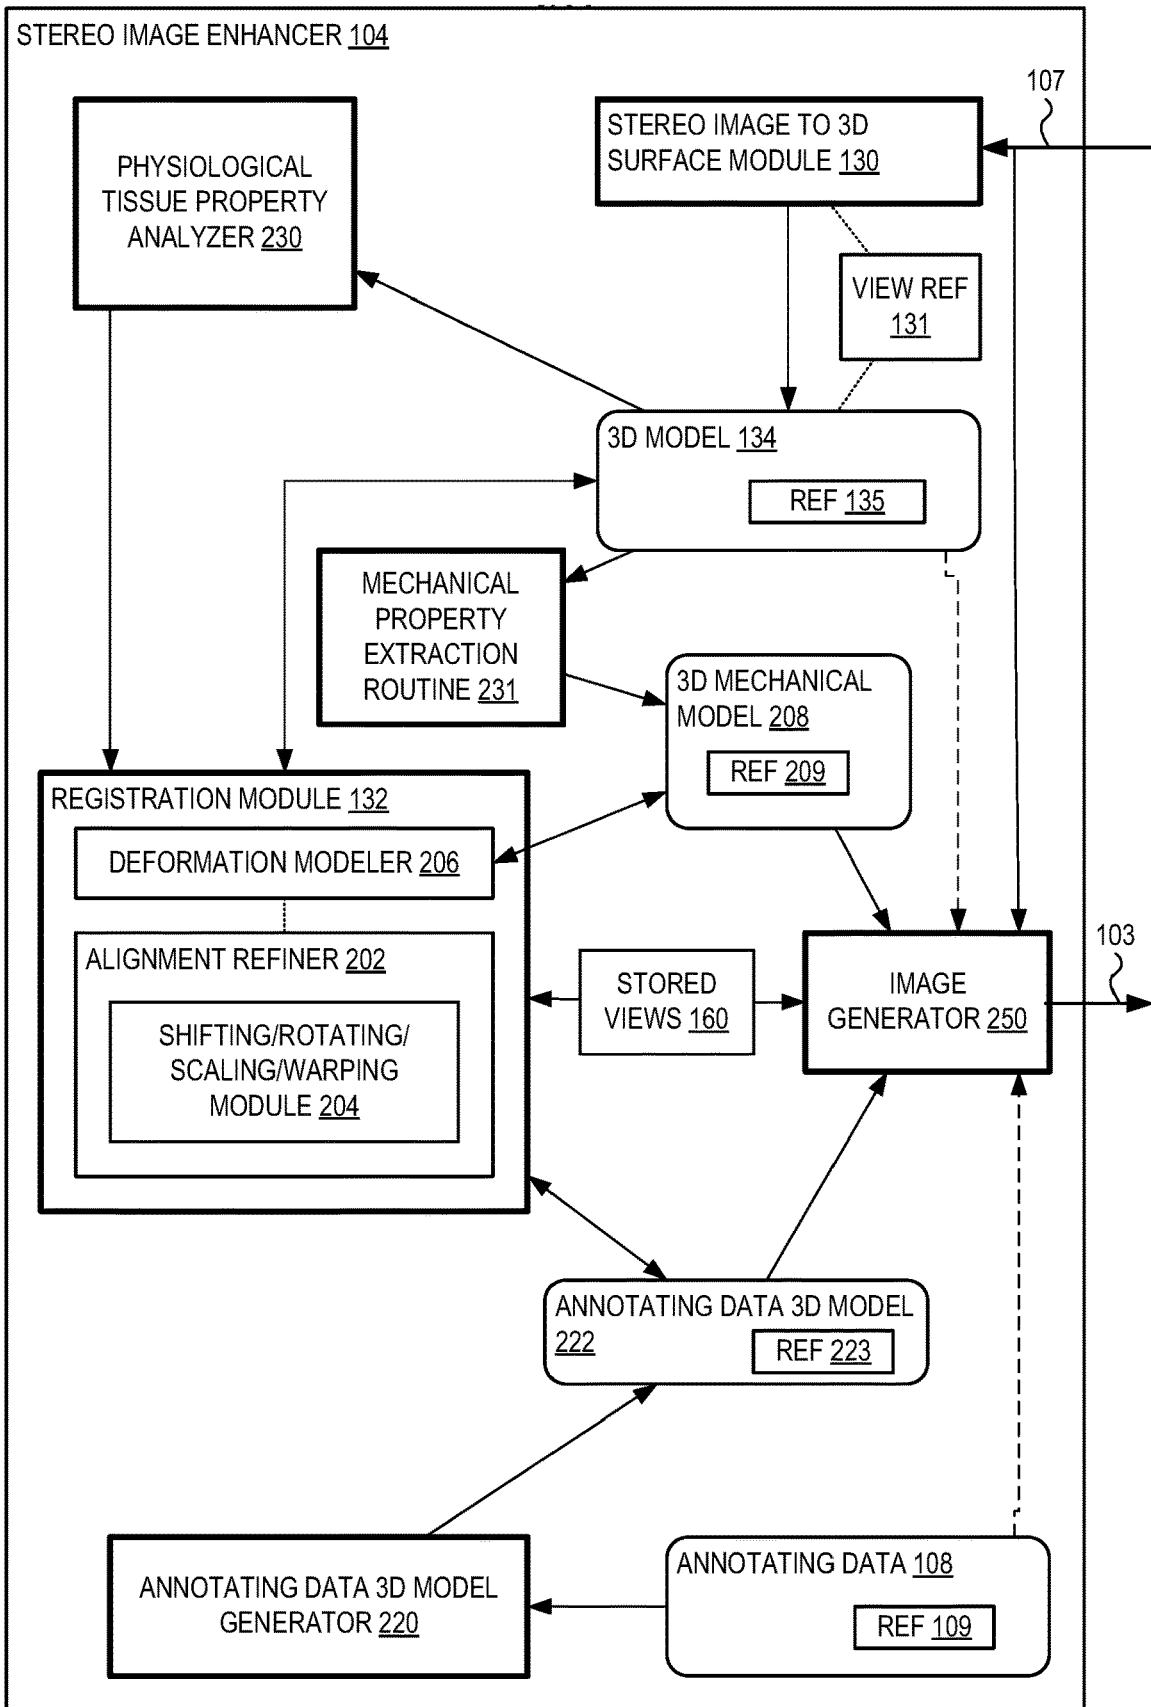 STEREO IMAGE ENHANCER 104
107
STEREO IMAGE TO 3D
SURFACE MODULE 130
PHYSIOLOGICAL
TISSUE PROPERTY
ANALYZER 230
VIEW REF
131
3D MODEL 134
REF 135
MECHANICAL
PROPERTY
EXTRACTION
ROUTINE 231
3D MECHANICAL
MODEL 208
REF 209
REGISTRATION MODULE 132
DEFORMATION MODELER 206
ALIGNMENT REFINER 202
SHIFTING/ROTATING/
SCALING/WARPING
MODULE 204
STORED
VIEWS 160
IMAGE
GENERATOR 250
103
ANNOTATING DATA 3D MODEL
222
REF 223
ANNOTATING DATA 3D MODEL
GENERATOR 220
ANNOTATING DATA 108
REF 109